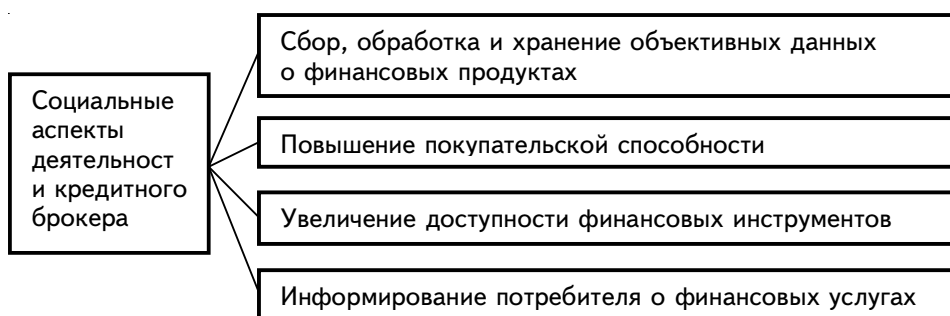 Социальные
аспекты
деятельност
и кредитного
брокера
Сбор, обработка и хранение объективных данных
о финансовых продуктах
Повышение покупательской способности
Увеличение доступности финансовых инструментов
Информирование потребителя о финансовых услугах